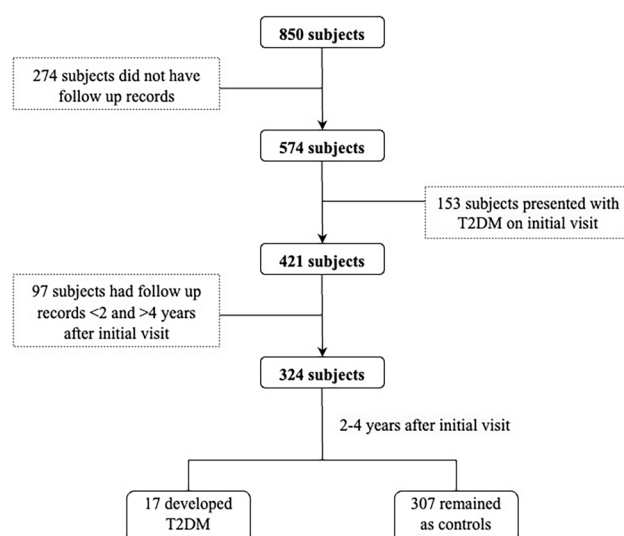 850 subjects
274 subjects did not have
follow up records
574 subjects
153 subjects presented with
T2DM on initial visit
421 subjects
97 subjects had follow up
records <2 and >4 years
after initial visit
324 subjects
2-4 years after initial visit
17 developed
T2DM
307 remained
as controls